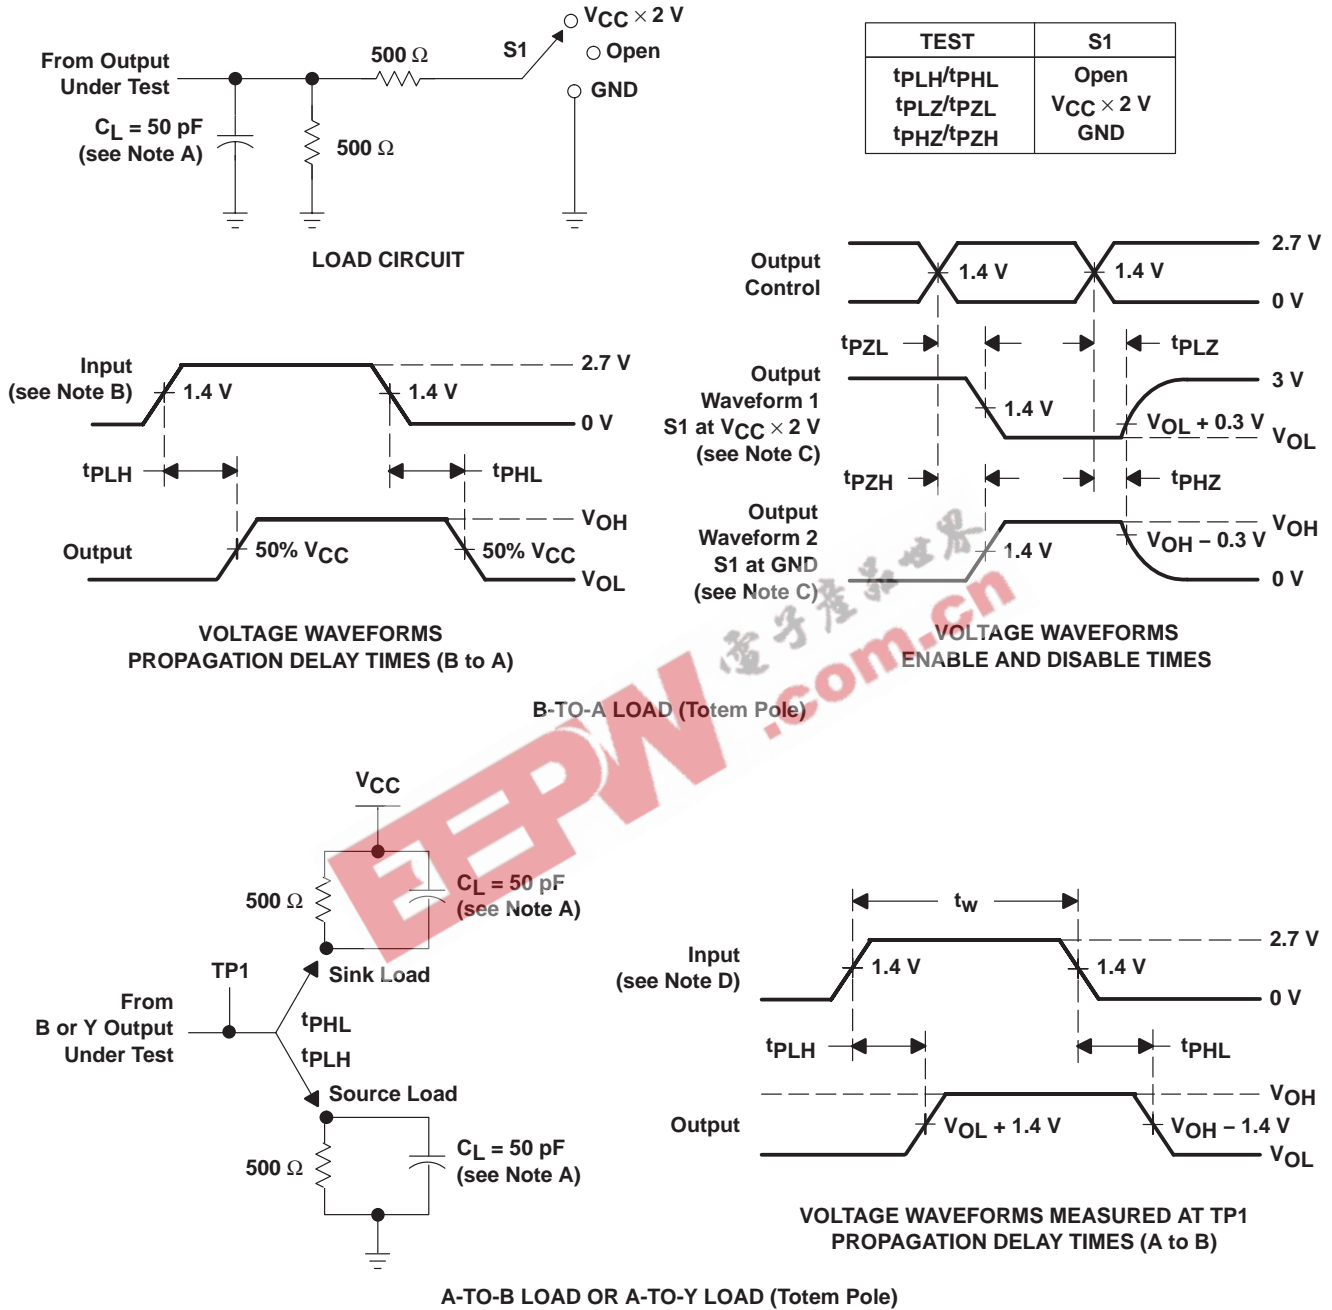 VCC × 2 V
Open
GND
S1
500 Ω
From Output
Under Test
CL = 50 pF
(see Note A)
500 Ω
LOAD CIRCUIT
TEST S1
tPLH/tPHL Open
tPLZ/tPZL VCC × 2 V
tPHZ/tPZH GND
Input
(see Note B)
1.4 V
1.4 V
2.7 V
0 V
tPLH
tPHL
Output
50% VCC
50% VCC
VOH
VOL
VOLTAGE WAVEFORMS
PROPAGATION DELAY TIMES (B to A)
Output
Control
1.4 V
1.4 V
2.7 V
0 V
tPZL
tPLZ
Output
Waveform 1
S1 at VCC × 2 V
(see Note C)
1.4 V
3 V
VOL + 0.3 V
VOL
tPZH
tPHZ
Output
Waveform 2
S1 at GND
(see Note C)
1.4 V
VOH
VOH − 0.3 V
0 V
VOLTAGE WAVEFORMS
ENABLE AND DISABLE TIMES
B-TO-A LOAD (Totem Pole)
EEPW
電子產品世界
.com.cn
VCC
500 Ω
CL = 50 pF
(see Note A)
TP1
Sink Load
From
B or Y Output
Under Test
tPHL
tPLH
Source Load
500 Ω
CL = 50 pF
(see Note A)
tw
Input
(see Note D)
1.4 V
1.4 V
2.7 V
0 V
tPLH
tPHL
Output
VOL + 1.4 V
VOH
VOH − 1.4 V
VOL
VOLTAGE WAVEFORMS MEASURED AT TP1
PROPAGATION DELAY TIMES (A to B)
A-TO-B LOAD OR A-TO-Y LOAD (Totem Pole)